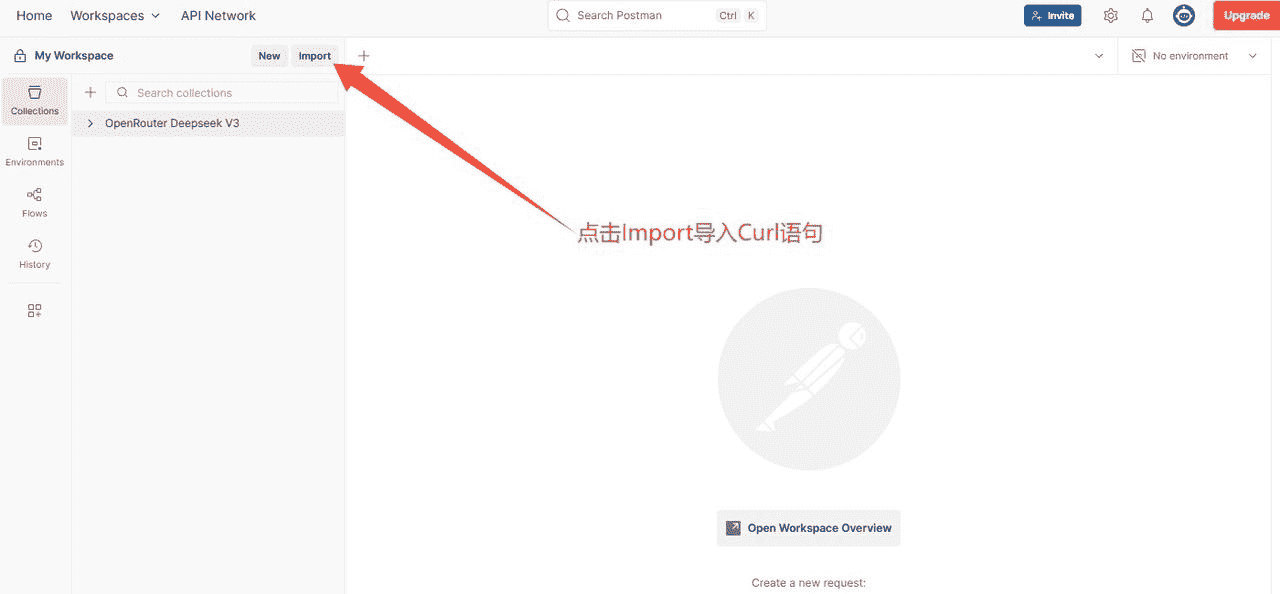 Home Workspaces API Network Search Postman Ctrl K Invite Upgrade
My Workspace New Import No environment
Collections Search collections
OpenRouter Deepseek V3
Environments
Flows
History
点击Import导入Curl语句
Open Workspace Overview
Create a new request: